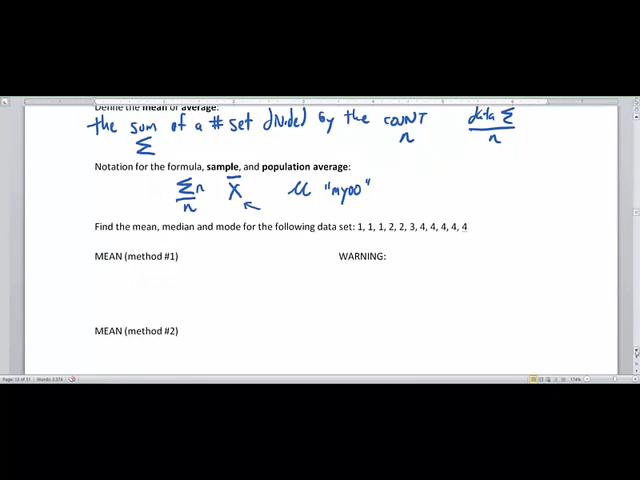 Define the mean or average:
the sum of a # set divided by the COUNT data Σ
Σ n n
Notation for the formula, sample, and population average:
Σn x̄ μ "myoo"
n
Find the mean, median and mode for the following data set: 1, 1, 1, 2, 2, 3, 4, 4, 4, 4, 4
MEAN (method #1) WARNING:
MEAN (method #2)